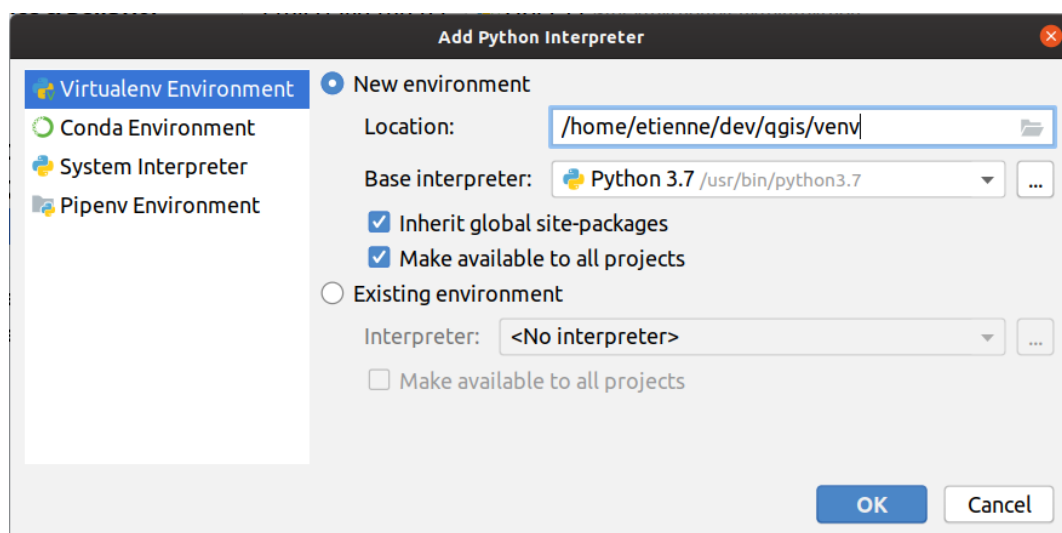 Add Python Interpreter
Virtualenv Environment
Conda Environment
System Interpreter
Pipenv Environment
New environment
Location: /home/etienne/dev/qgis/venv
Base interpreter: Python 3.7 /usr/bin/python3.7 ...
Inherit global site-packages
Make available to all projects
Existing environment
Interpreter: <No interpreter> ...
Make available to all projects
OK Cancel